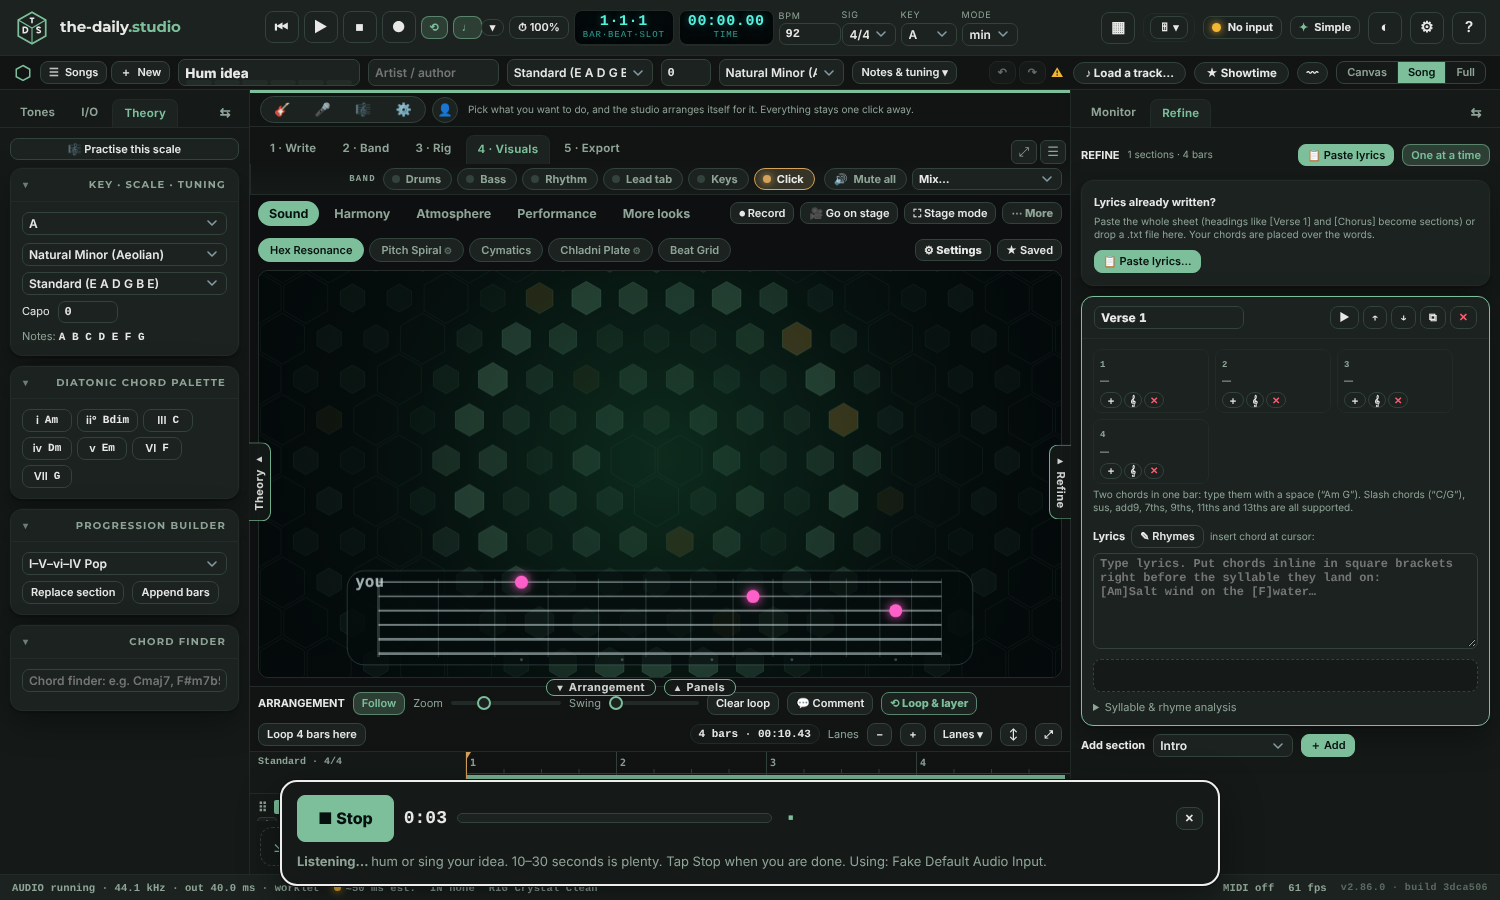 T D S the-daily.studio
100% 1·1·1 BAR·BEAT·SLOT 00:00.00 TIME
BPM 92 SIG 4/4 KEY A MODE min
No input Simple ?
Songs + New Hum idea Artist / author Standard (E A D G E 0 Natural Minor (A Notes & tuning
Load a track... Showtime Canvas Song Full
Tones I/O Theory
Practise this scale
KEY · SCALE · TUNING
A
Natural Minor (Aeolian)
Standard (E A D G B E)
Capo 0
Notes: A B C D E F G
DIATONIC CHORD PALETTE
i Am ii° Bdim III C
iv Dm v Em VI F
VII G
PROGRESSION BUILDER
I–V–vi–IV Pop
Replace section Append bars
CHORD FINDER
Chord finder: e.g. Cmaj7, F#m7b5
Pick what you want to do, and the studio arranges itself for it. Everything stays one click away.
1 · Write 2 · Band 3 · Rig 4 · Visuals 5 · Export
BAND Drums Bass Rhythm Lead tab Keys Click Mute all Mix...
Sound Harmony Atmosphere Performance More looks Record Go on stage Stage mode ··· More
Hex Resonance Pitch Spiral Cymatics Chladni Plate Beat Grid Settings Saved
Theory
Refine
you
Arrangement Panels
ARRANGEMENT Follow Zoom Swing Clear loop Comment Loop & layer
Loop 4 bars here 4 bars · 00:10.43 Lanes − + Lanes
Standard · 4/4 1 2 3 4
Stop 0:03
Listening... hum or sing your idea. 10–30 seconds is plenty. Tap Stop when you are done. Using: Fake Default Audio Input.
Monitor Refine
REFINE 1 sections · 4 bars Paste lyrics One at a time
Lyrics already written?
Paste the whole sheet (headings like [Verse 1] and [Chorus] become sections) or
drop a .txt file here. Your chords are placed over the words.
Paste lyrics...
Verse 1
1 2 3
— — —
4
—
Two chords in one bar: type them with a space ("Am G"). Slash chords ("C/G"),
sus, add9, 7ths, 9ths, 11ths and 13ths are all supported.
Lyrics Rhymes insert chord at cursor:
Type lyrics. Put chords inline in square brackets
right before the syllable they land on:
[Am]Salt wind on the [F]water…
Syllable & rhyme analysis
Add section Intro + Add
AUDIO running · 44.1 kHz · out 40.0 ms · worklet ~50 ms est. IN none RIG Crystal Clean
MIDI off 61 fps v2.86.0 · build 3dca506